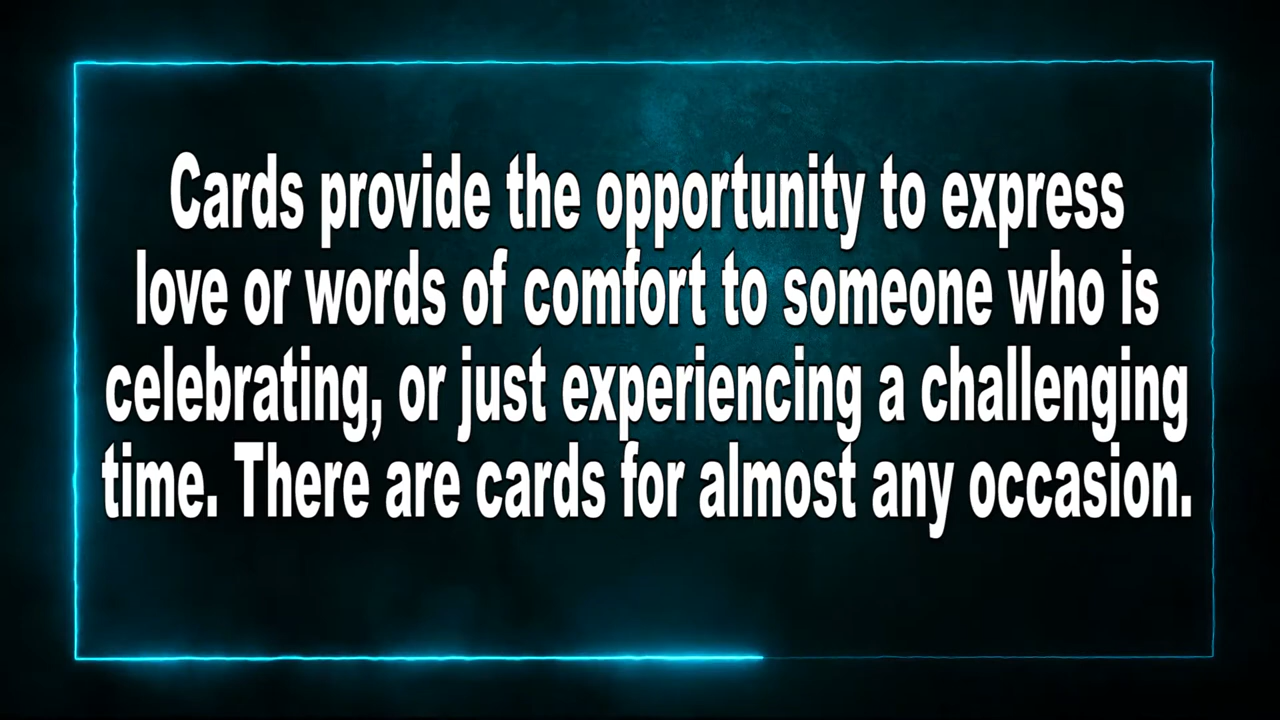 Cards provide the opportunity to express
love or words of comfort to someone who is
celebrating, or just experiencing a challenging
time. There are cards for almost any occasion.